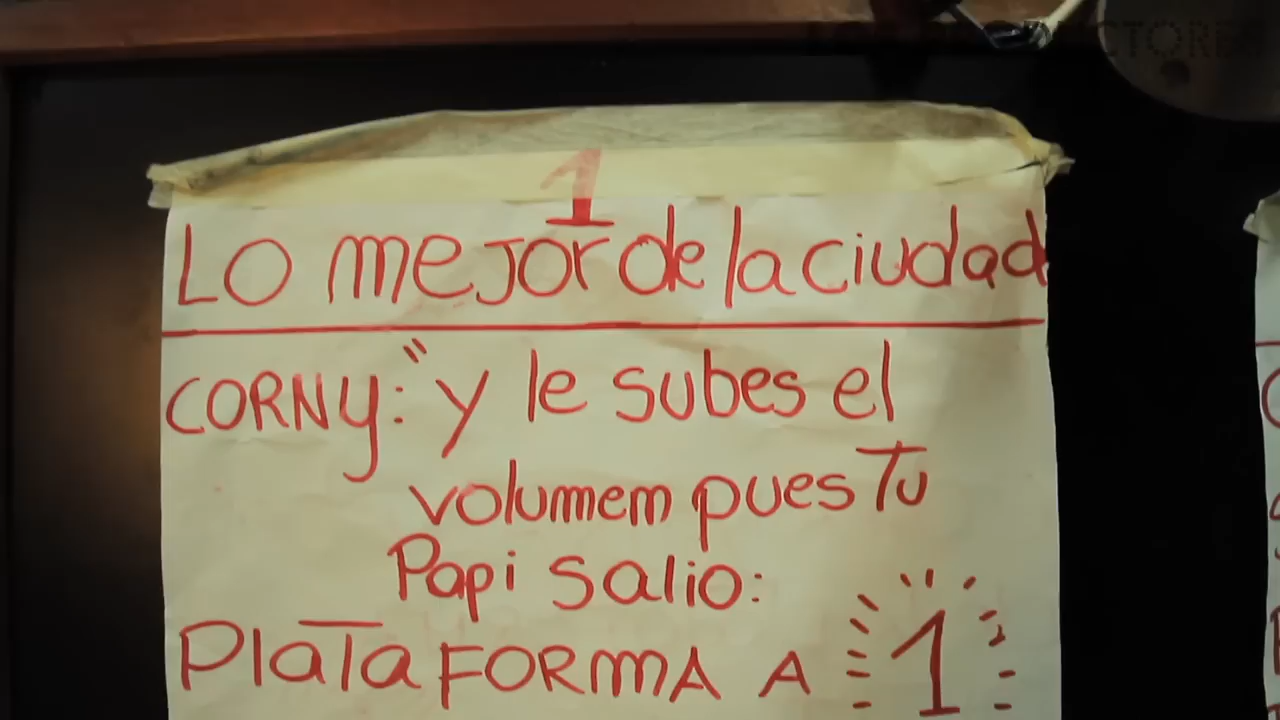 1
Lo mejor de la ciudad
CORNY: "y le subes el
volumem pues Tu
Papi salio:
PlaTaFORMA A 1